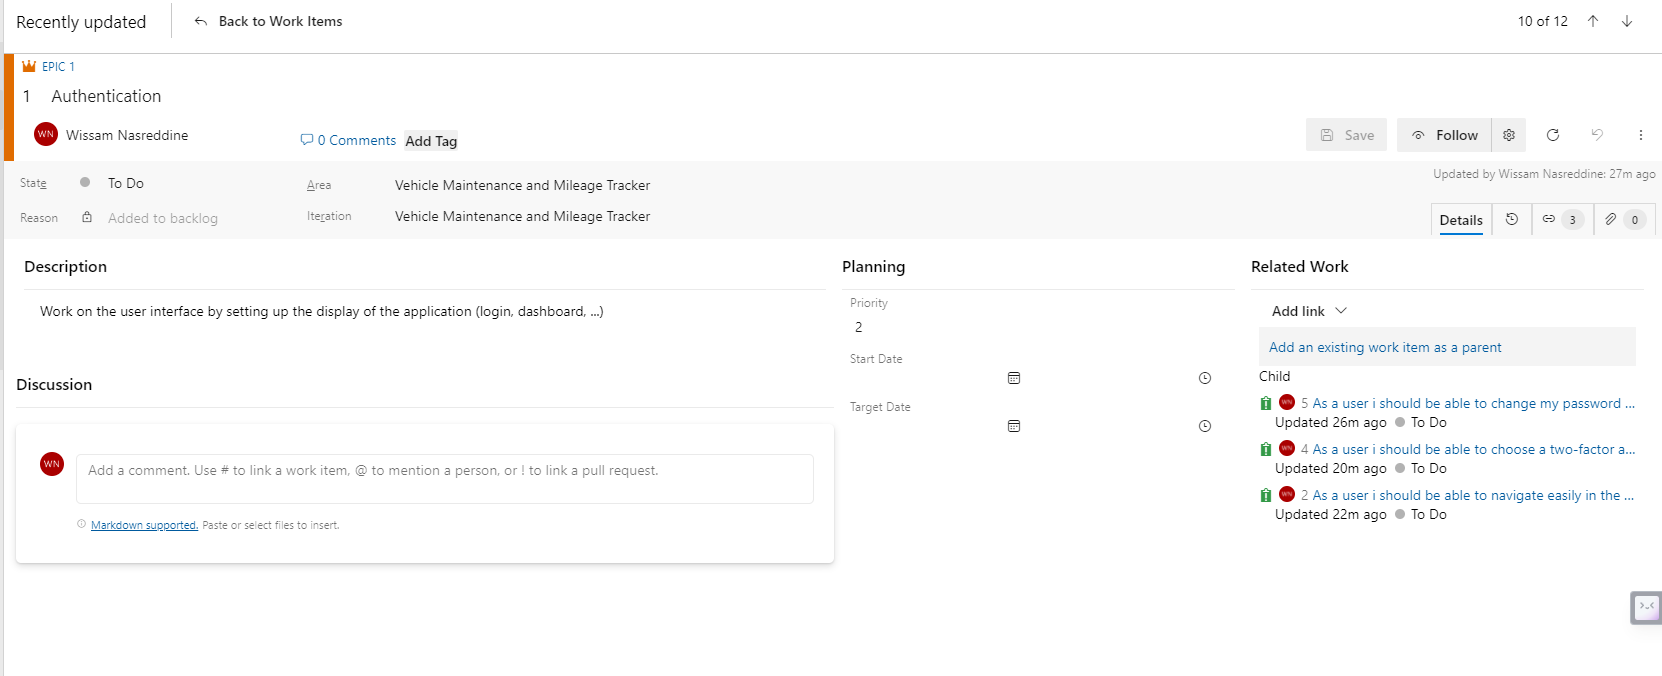 Recently updated
Back to Work Items
10 of 12
EPIC 1
1 Authentication
WN Wissam Nasreddine
0 Comments Add Tag
Save Follow
State To Do
Area Vehicle Maintenance and Mileage Tracker
Updated by Wissam Nasreddine: 27m ago
Reason Added to backlog
Iteration Vehicle Maintenance and Mileage Tracker
Details 3 0
Description
Work on the user interface by setting up the display of the application (login, dashboard, ...)
Discussion
WN Add a comment. Use # to link a work item, @ to mention a person, or ! to link a pull request.
Markdown supported. Paste or select files to insert.
Planning
Priority
2
Start Date
Target Date
Related Work
Add link
Add an existing work item as a parent
Child
WN 5 As a user i should be able to change my password ...
Updated 26m ago To Do
WN 4 As a user i should be able to choose a two-factor a...
Updated 20m ago To Do
WN 2 As a user i should be able to navigate easily in the ...
Updated 22m ago To Do